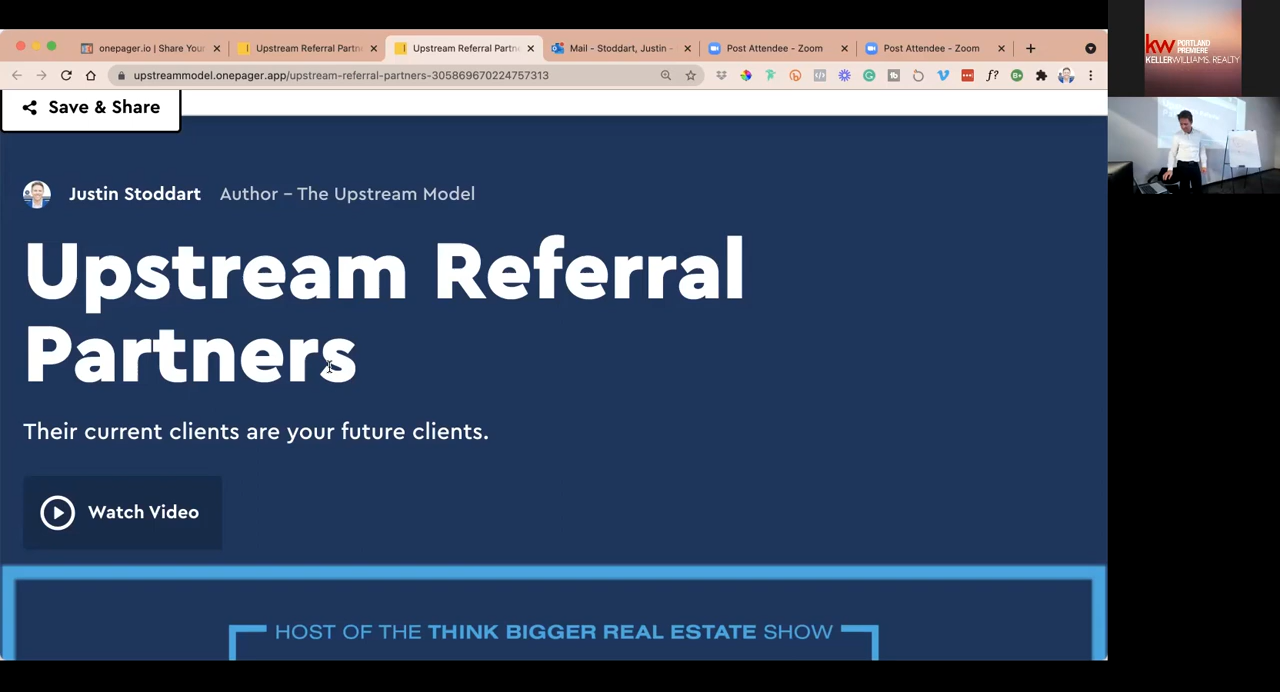 onepager.io | Share Your
Upstream Referral Partn
Upstream Referral Partn
Mail - Stoddart, Justin -
Post Attendee - Zoom
Post Attendee - Zoom
upstreammodel.onepager.app/upstream-referral-partners-305869670224757313
Save & Share
Justin Stoddart Author – The Upstream Model
Upstream Referral
Partners
Their current clients are your future clients.
Watch Video
HOST OF THE THINK BIGGER REAL ESTATE SHOW
kw PORTLAND
PREMIERE
KELLERWILLIAMS. REALTY